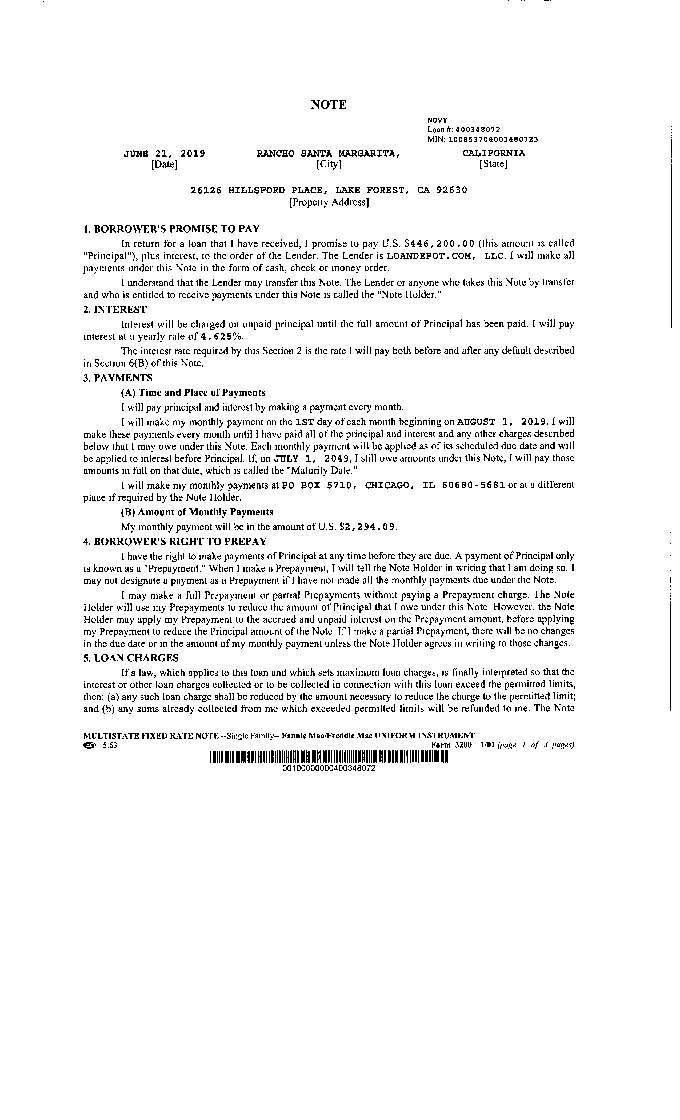 NOTE
NOVY
Loan #: 400348072
MIN: 100853704003480723
JUNE 21, 2019 RANCHO SANTA MARGARITA, CALIFORNIA
[Date] [City] [State]
26126 HILLSFORD PLACE, LAKE FOREST, CA 92630
[Property Address]
1. BORROWER'S PROMISE TO PAY
In return for a loan that I have received, I promise to pay U.S. $446,200.00 (this amount is called
"Principal"), plus interest, to the order of the Lender. The Lender is LOANDEPOT.COM, LLC. I will make all
payments under this Note in the form of cash, check or money order.
I understand that the Lender may transfer this Note. The Lender or anyone who takes this Note by transfer
and who is entitled to receive payments under this Note is called the "Note Holder."
2. INTEREST
Interest will be charged on unpaid principal until the full amount of Principal has been paid. I will pay
interest at a yearly rate of 4.625%.
The interest rate required by this Section 2 is the rate I will pay both before and after any default described
in Section 6(B) of this Note.
3. PAYMENTS
(A) Time and Place of Payments
I will pay principal and interest by making a payment every month.
I will make my monthly payment on the 1ST day of each month beginning on AUGUST 1, 2019. I will
make these payments every month until I have paid all of the principal and interest and any other charges described
below that I may owe under this Note. Each monthly payment will be applied as of its scheduled due date and will
be applied to interest before Principal. If, on JULY 1, 2049, I still owe amounts under this Note, I will pay those
amounts in full on that date, which is called the "Maturity Date."
I will make my monthly payments at PO BOX 5710, CHICAGO, IL 60680-5681 or at a different
place if required by the Note Holder.
(B) Amount of Monthly Payments
My monthly payment will be in the amount of U.S. $2,294.09.
4. BORROWER'S RIGHT TO PREPAY
I have the right to make payments of Principal at any time before they are due. A payment of Principal only
is known as a "Prepayment." When I make a Prepayment, I will tell the Note Holder in writing that I am doing so. I
may not designate a payment as a Prepayment if I have not made all the monthly payments due under the Note.
I may make a full Prepayment or partial Prepayments without paying a Prepayment charge. The Note
Holder will use my Prepayments to reduce the amount of Principal that I owe under this Note. However, the Note
Holder may apply my Prepayment to the accrued and unpaid interest on the Prepayment amount, before applying
my Prepayment to reduce the Principal amount of the Note. If I make a partial Prepayment, there will be no changes
in the due date or in the amount of my monthly payment unless the Note Holder agrees in writing to those changes.
5. LOAN CHARGES
If a law, which applies to this loan and which sets maximum loan charges, is finally interpreted so that the
interest or other loan charges collected or to be collected in connection with this loan exceed the permitted limits,
then: (a) any such loan charge shall be reduced by the amount necessary to reduce the charge to the permitted limit;
and (b) any sums already collected from me which exceeded permitted limits will be refunded to me. The Note
MULTISTATE FIXED RATE NOTE--Single Family--Fannie Mae/Freddie Mac UNIFORM INSTRUMENT
5.63 Form 3200 1/01 (page 1 of 3 pages)
0010000000400348072